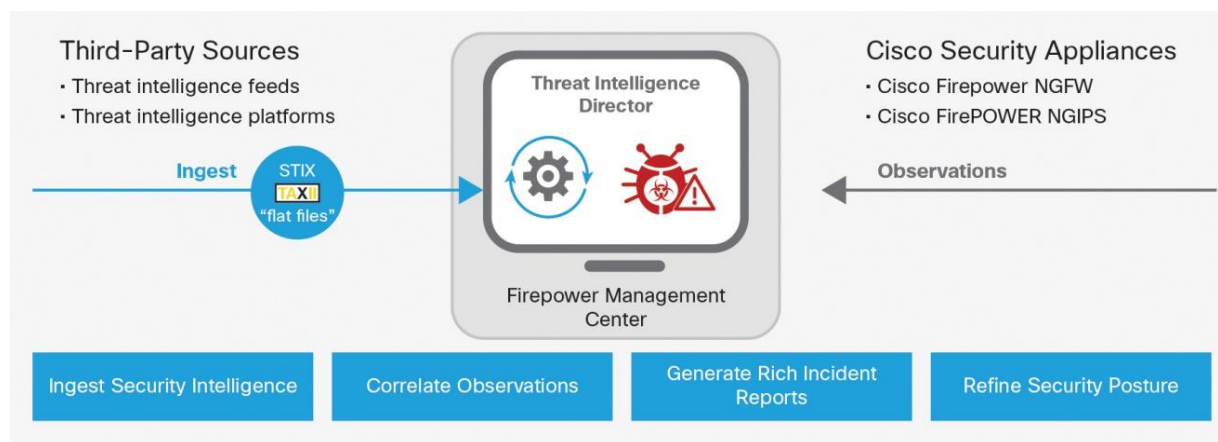 Third-Party Sources
· Threat intelligence feeds
· Threat intelligence platforms
Ingest
STIX
TAXII
“flat files”
Threat Intelligence
Director
Firepower Management
Center
Cisco Security Appliances
· Cisco Firepower NGFW
· Cisco FirePOWER NGIPS
Observations
Ingest Security Intelligence
Correlate Observations
Generate Rich Incident
Reports
Refine Security Posture